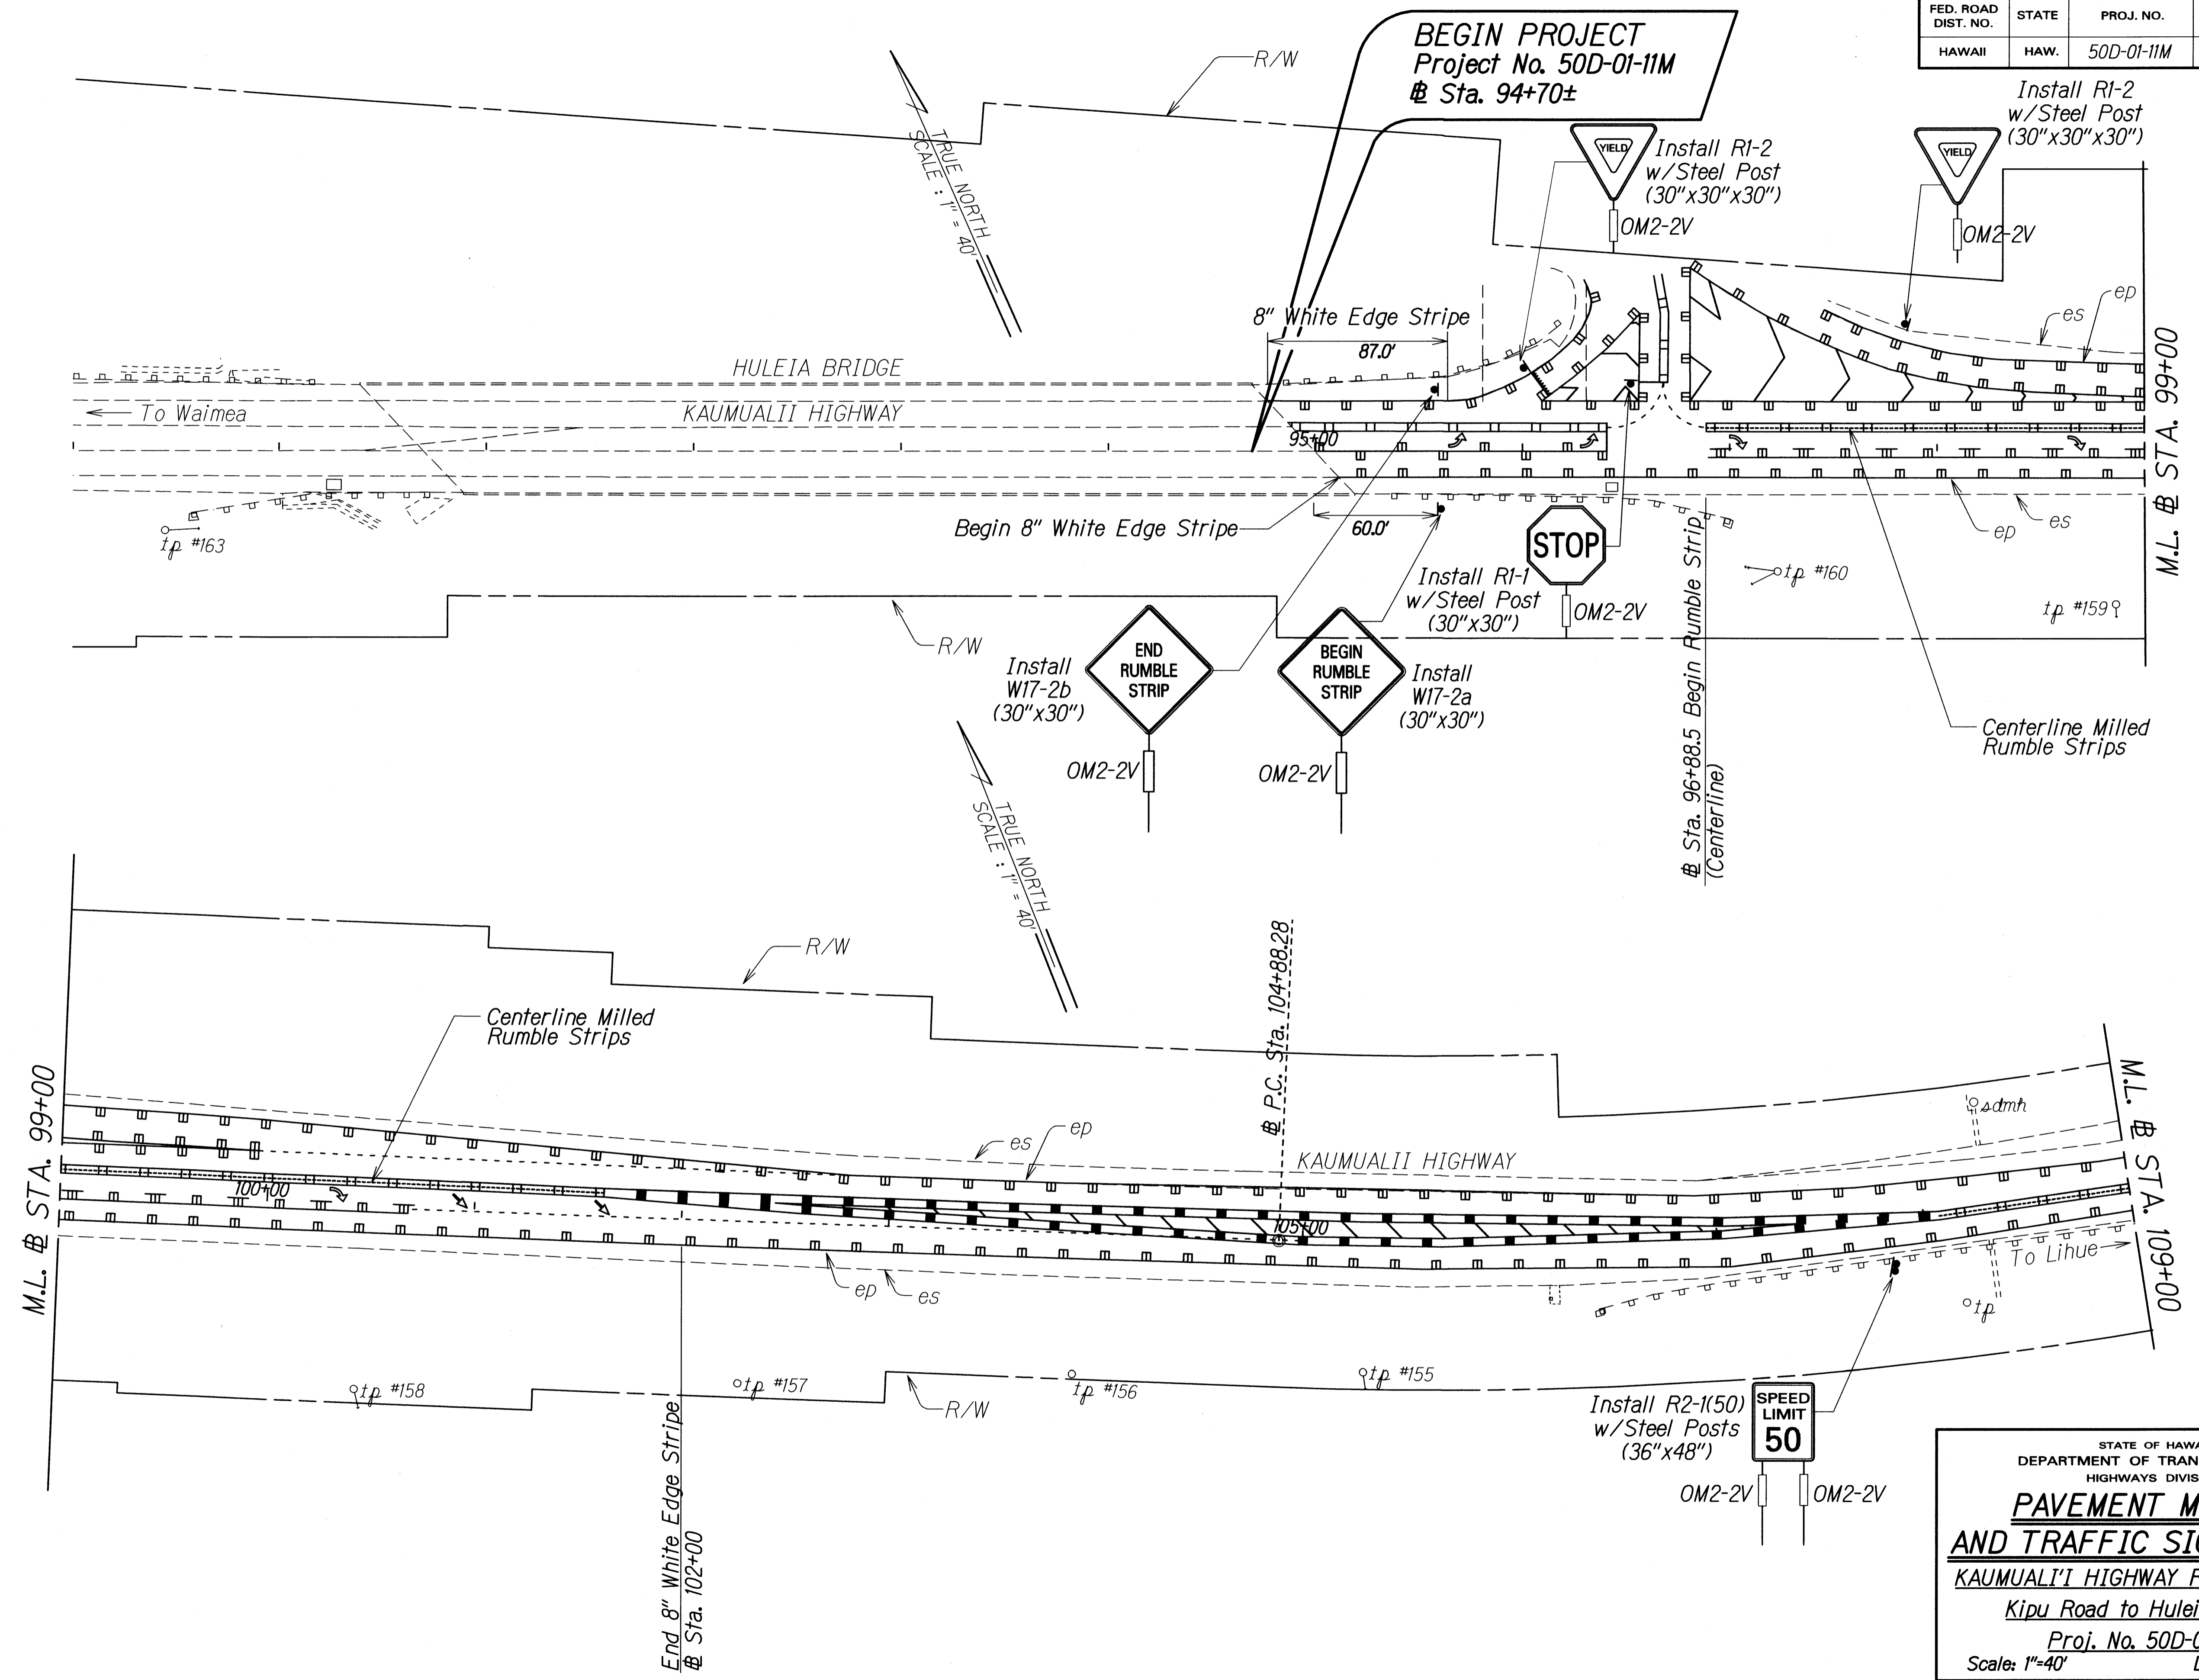 FED. ROAD DIST. NO.
STATE
PROJ. NO.
HAWAII
HAW.
50D-01-11M
BEGIN PROJECT
Project No. 50D-01-11M
℄ Sta. 94+70±
R/W
TRUE NORTH
SCALE : 1" = 40'
Install R1-2
w/Steel Post
(30"x30"x30")
YIELD
OM2-2V
Install R1-2
w/Steel Post
(30"x30"x30")
YIELD
OM2-2V
8" White Edge Stripe
87.0'
es
ep
HULEIA BRIDGE
To Waimea
KAUMUALII HIGHWAY
95+00
M.L. ℄ STA. 99+00
Begin 8" White Edge Stripe
60.0'
ep
es
tp #163
STOP
Install R1-1
w/Steel Post
(30"x30")
OM2-2V
tp #160
tp #159
R/W
Install
W17-2b
(30"x30")
END
RUMBLE
STRIP
OM2-2V
BEGIN
RUMBLE
STRIP
Install
W17-2a
(30"x30")
OM2-2V
℄ Sta. 96+88.5 Begin Rumble Strip
(Centerline)
Centerline Milled
Rumble Strips
TRUE NORTH
SCALE : 1" = 40'
R/W
Centerline Milled
Rumble Strips
℄ P.C. Sta. 104+88.28
M.L. ℄ STA. 99+00
es
ep
KAUMUALII HIGHWAY
sdmh
M.L. ℄ STA. 109+00
100+00
105+00
To Lihue
ep
es
tp
tp #158
tp #157
tp #156
tp #155
R/W
End 8" White Edge Stripe
℄ Sta. 102+00
Install R2-1(50)
w/Steel Posts
(36"x48")
SPEED
LIMIT
50
OM2-2V
OM2-2V
STATE OF HAWA
DEPARTMENT OF TRAN
HIGHWAYS DIVIS
PAVEMENT M
AND TRAFFIC SIG
KAUMUALI'I HIGHWAY
Kipu Road to Hulei
Proj. No. 50D-0
Scale: 1"=40'